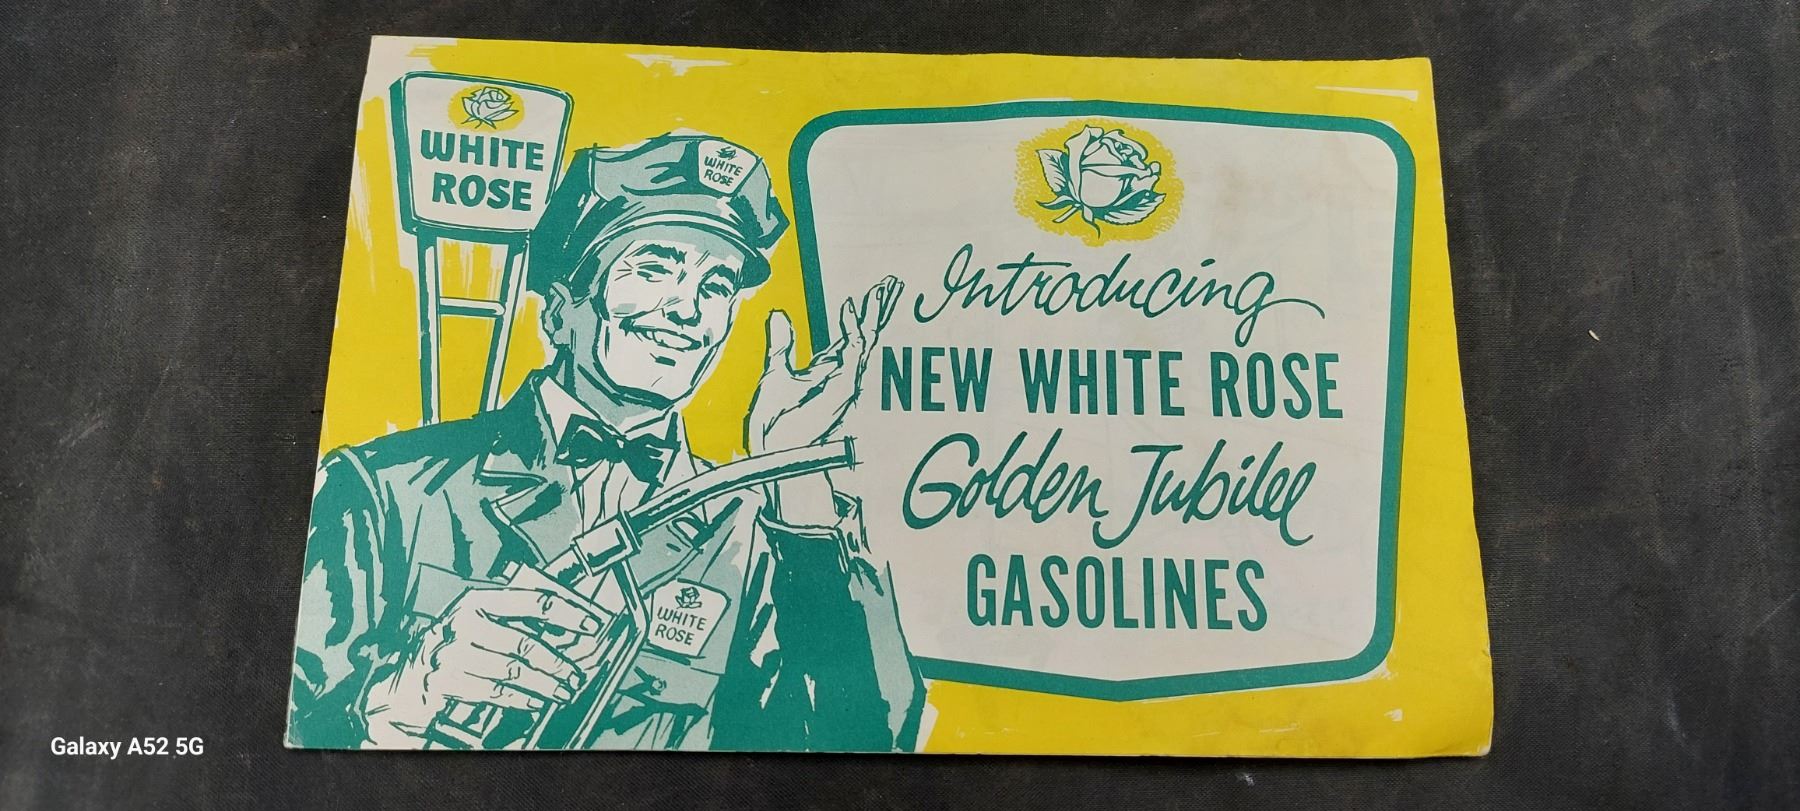 WHITE
ROSE
WHITE
ROSE
Introducing
NEW WHITE ROSE
Golden Jubilee
GASOLINES
WHITE
ROSE
Galaxy A52 5G